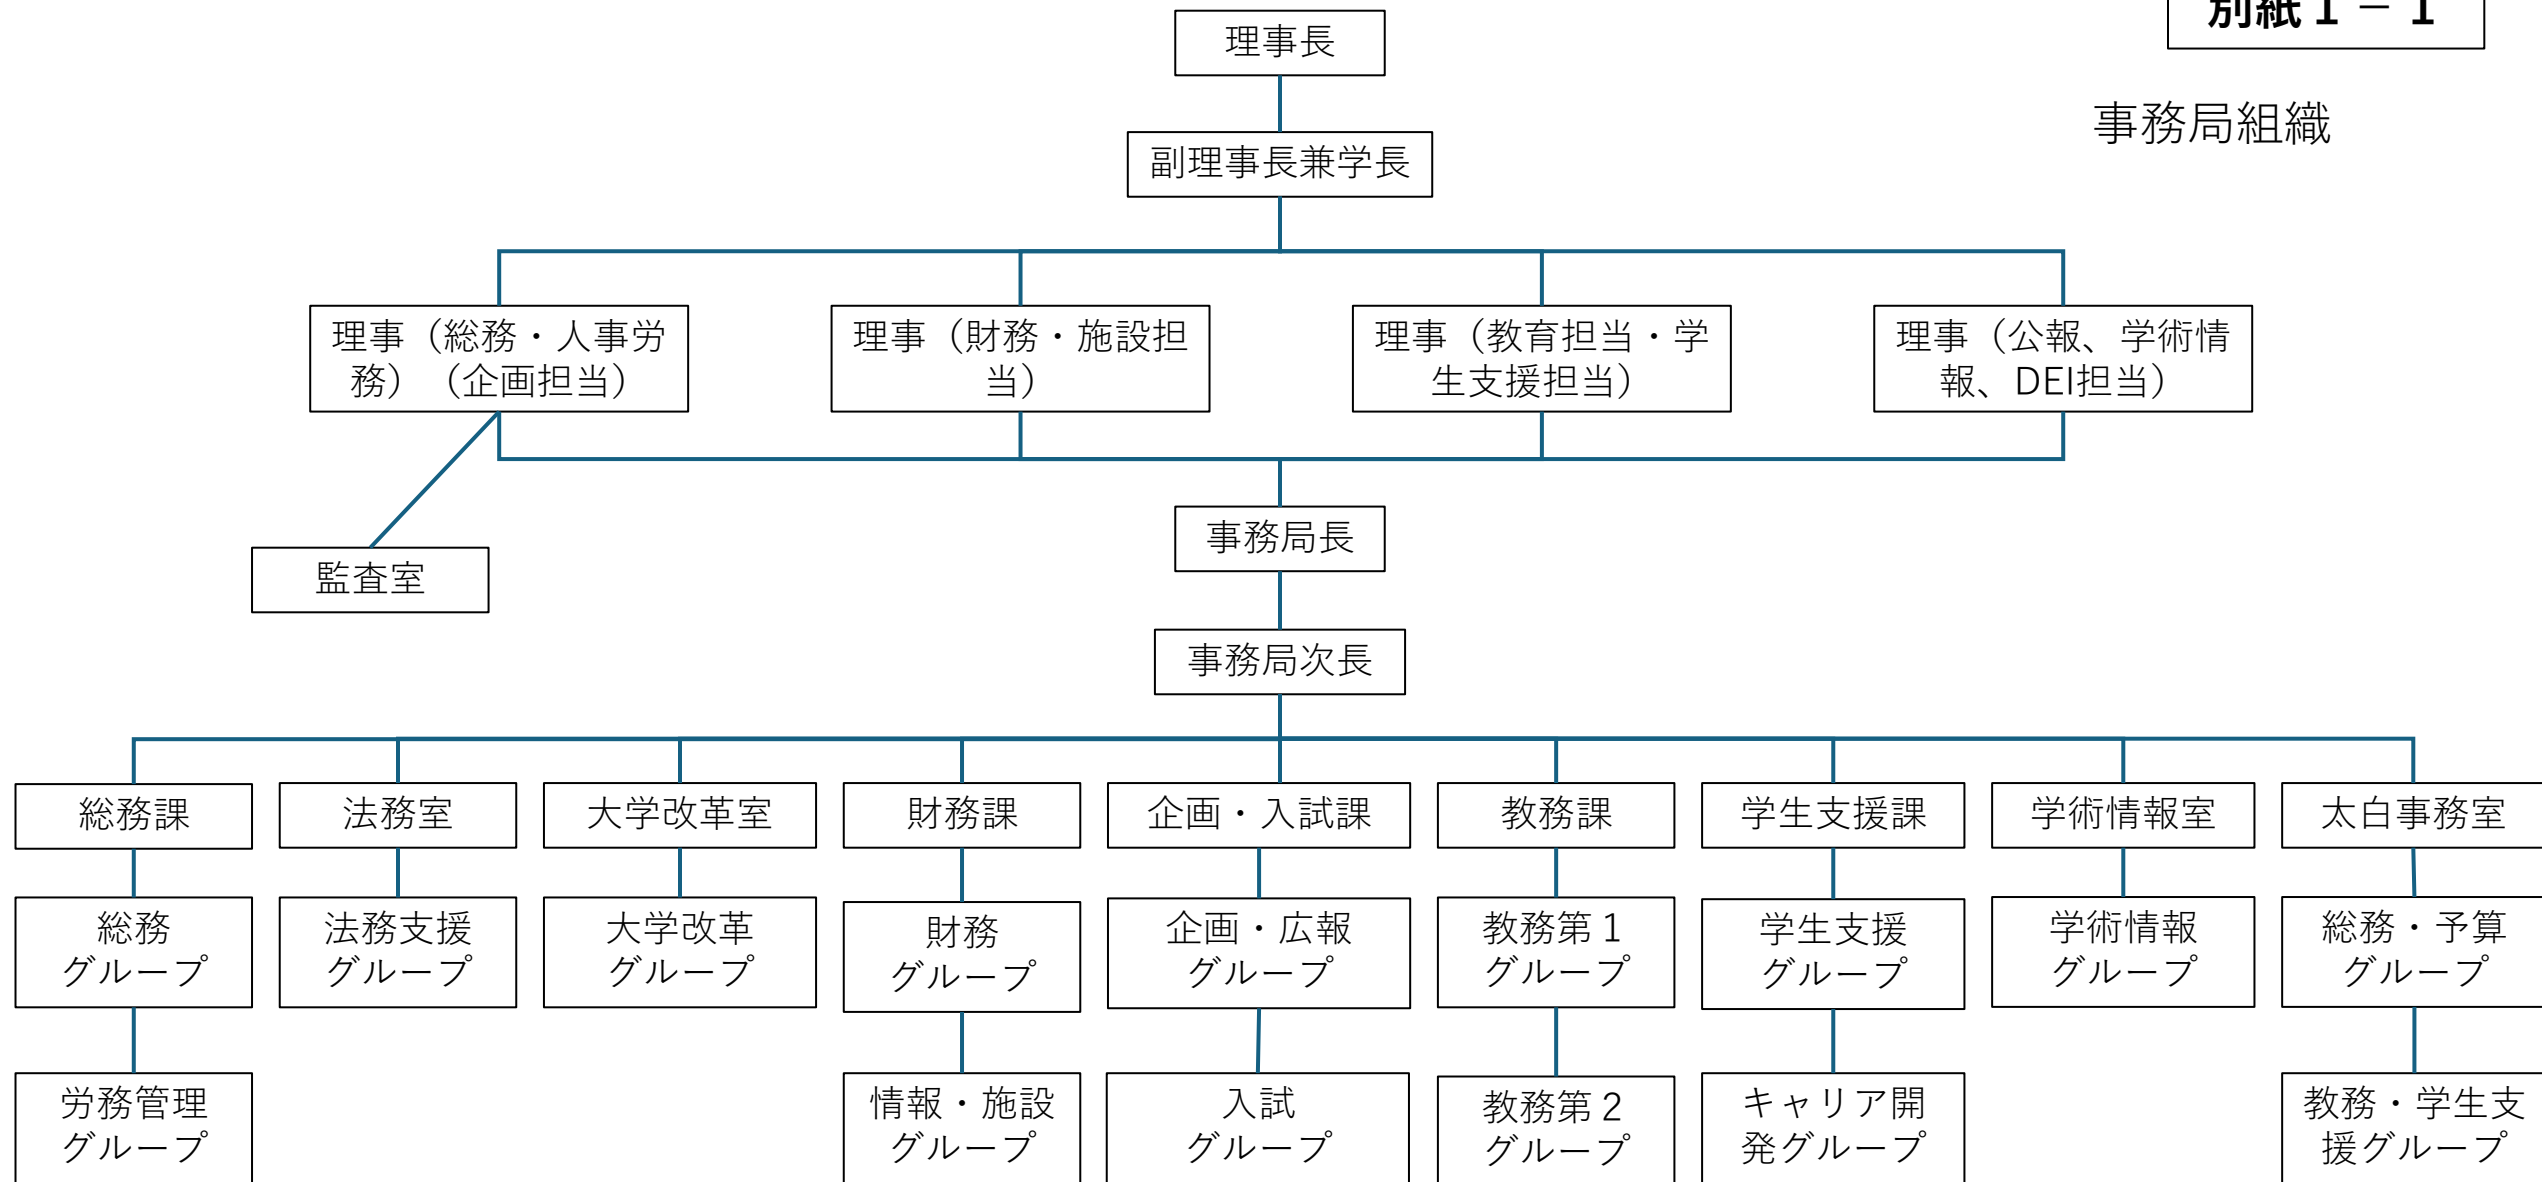 別紙１－１
理事長
事務局組織
副理事長兼学長
理事（総務・人事労
務）（企画担当）
理事（財務・施設担
当）
理事（教育担当・学
生支援担当）
理事（公報、学術情
報、DEI担当）
事務局長
監査室
事務局次長
総務課
法務室
大学改革室
財務課
企画・入試課
教務課
学生支援課
学術情報室
太白事務室
総務
グループ
法務支援
グループ
大学改革
グループ
財務
グループ
企画・広報
グループ
教務第１
グループ
学生支援
グループ
学術情報
グループ
総務・予算
グループ
労務管理
グループ
情報・施設
グループ
入試
グループ
教務第２
グループ
キャリア開
発グループ
教務・学生支
援グループ